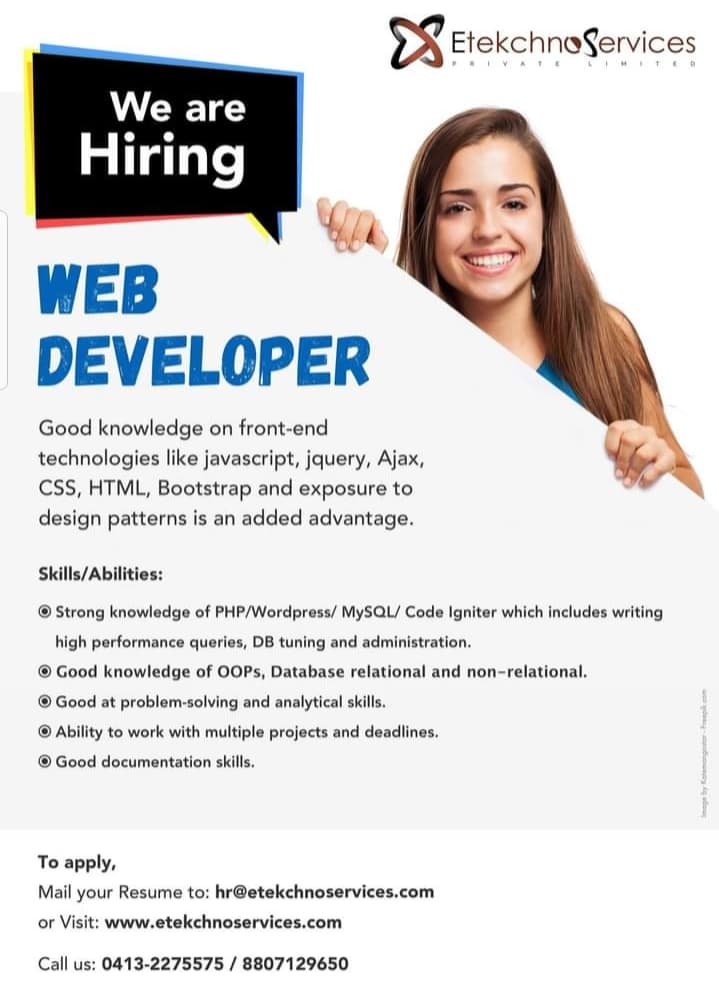 EtekchnoServices
PRIVATE LIMITED
We are
Hiring
WEB
DEVELOPER
Good knowledge on front-end
technologies like javascript, jquery, Ajax,
CSS, HTML, Bootstrap and exposure to
design patterns is an added advantage.
Skills/Abilities:
◉ Strong knowledge of PHP/Wordpress/ MySQL/ Code Igniter which includes writing
high performance queries, DB tuning and administration.
◉ Good knowledge of OOPs, Database relational and non-relational.
◉ Good at problem-solving and analytical skills.
◉ Ability to work with multiple projects and deadlines.
◉ Good documentation skills.
Image by - Freepik.com
To apply,
Mail your Resume to: hr@etekchnoservices.com
or Visit: www.etekchnoservices.com
Call us: 0413-2275575 / 8807129650